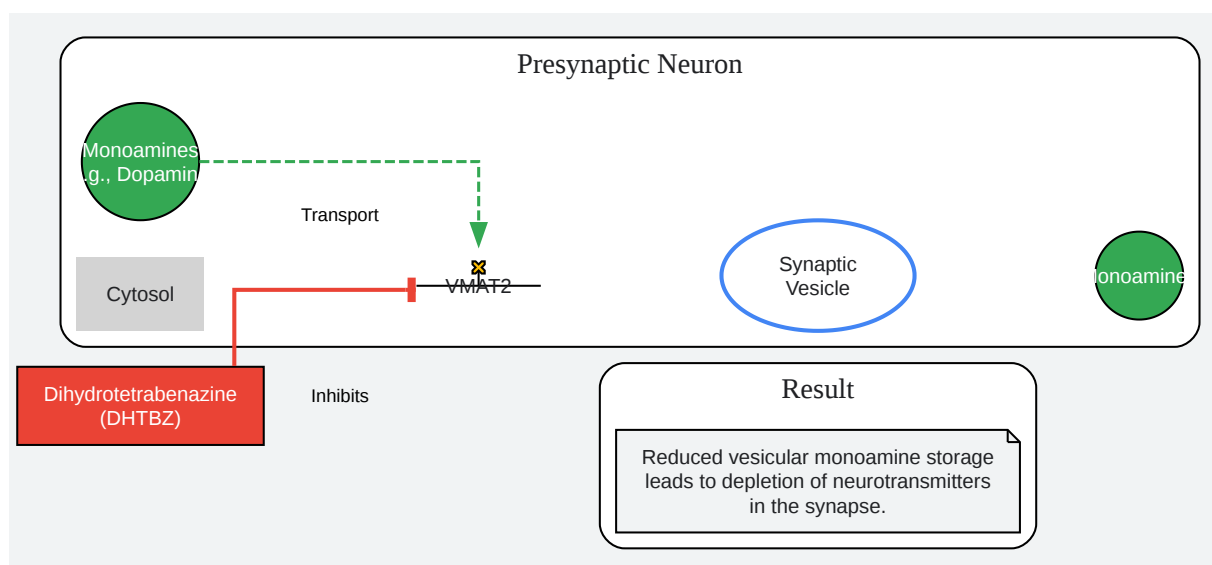 Presynaptic Neuron
Monoamines
.g., Dopamin
Transport
Cytosol
VMAT2
Synaptic
Vesicle
onoamine
Dihydrotetrabenazine
(DHTBZ)
Inhibits
Result
Reduced vesicular monoamine storage
leads to depletion of neurotransmitters
in the synapse.